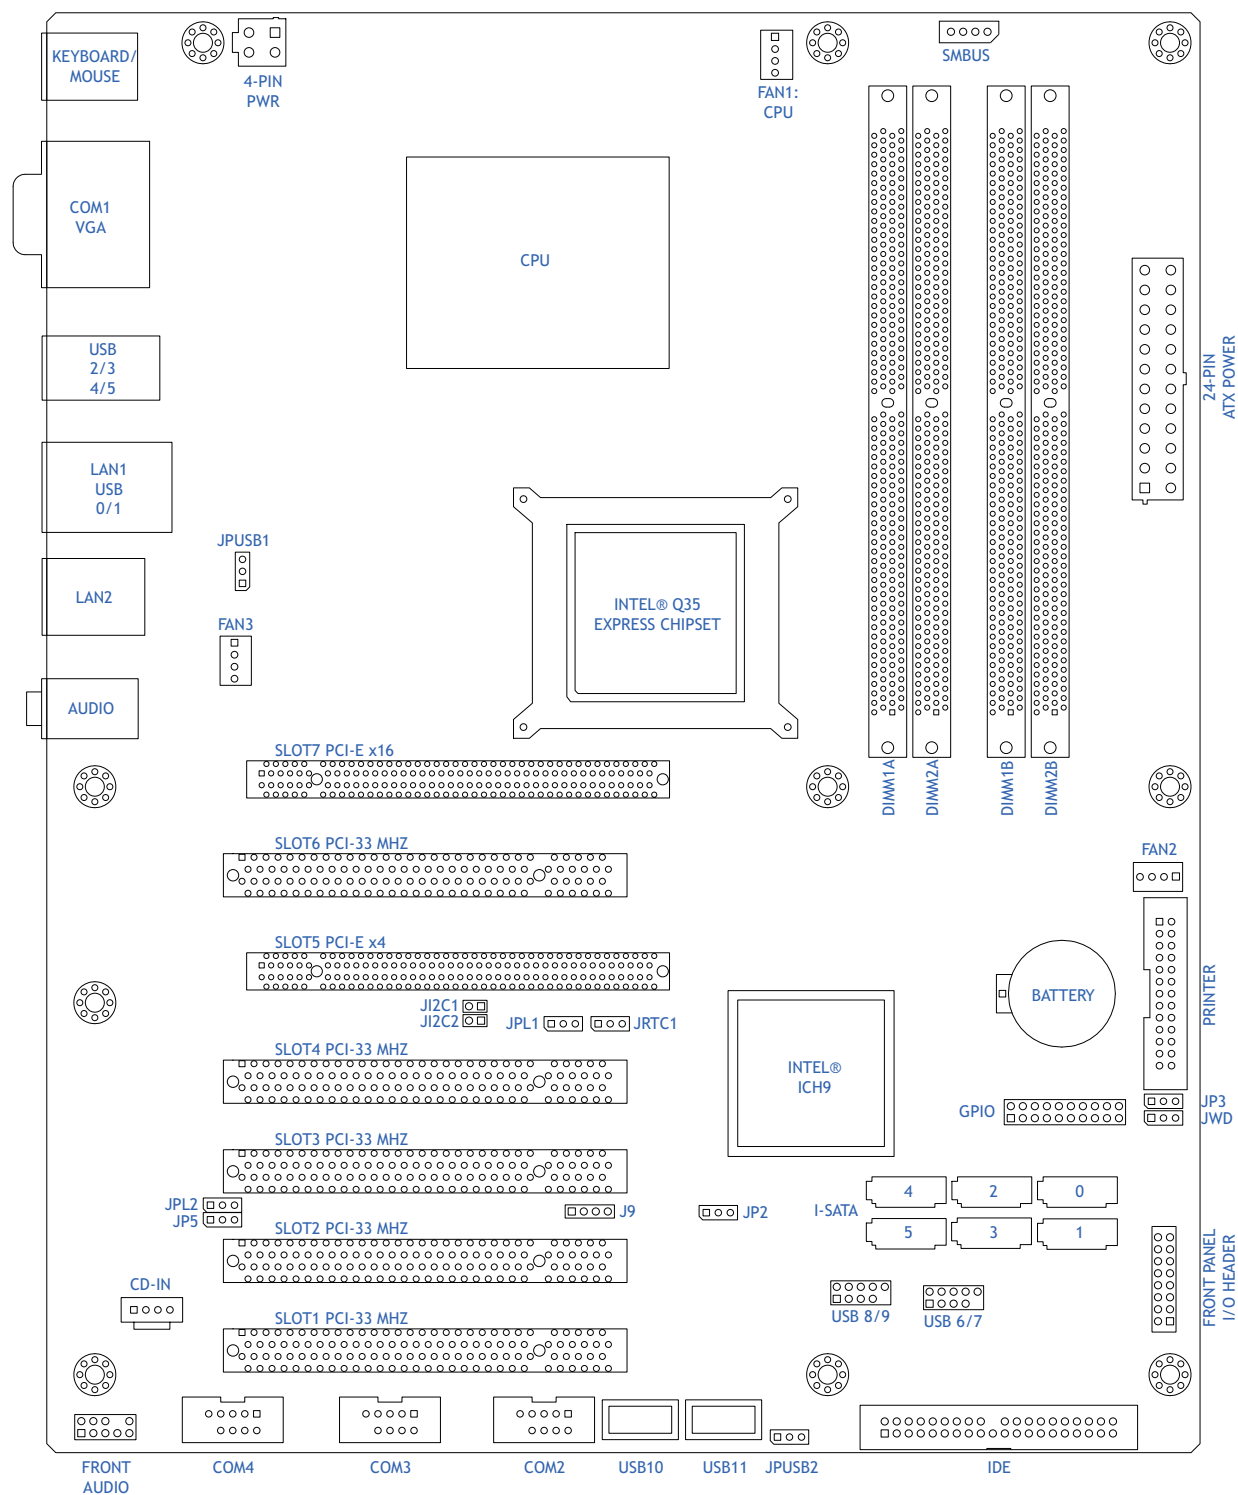 KEYBOARD/
MOUSE
4-PIN
PWR
FAN1:
CPU
SMBUS
COM1
VGA
CPU
USB
2/3
4/5
24-PIN
ATX POWER
LAN1
USB
0/1
JPUSB1
LAN2
INTEL® Q35
EXPRESS CHIPSET
FAN3
AUDIO
SLOT7 PCI-E x16
DIMM1A
DIMM2A
DIMM1B
DIMM2B
SLOT6 PCI-33 MHZ
FAN2
SLOT5 PCI-E x4
BATTERY
PRINTER
JI2C1
JI2C2
JPL1
JRTC1
SLOT4 PCI-33 MHZ
INTEL®
ICH9
GPIO
JP3
JWD
SLOT3 PCI-33 MHZ
JPL2
JP5
J9
JP2
I-SATA
4
2
0
5
3
1
SLOT2 PCI-33 MHZ
FRONT PANEL
I/O HEADER
CD-IN
SLOT1 PCI-33 MHZ
USB 8/9
USB 6/7
FRONT
AUDIO
COM4
COM3
COM2
USB10
USB11
JPUSB2
IDE